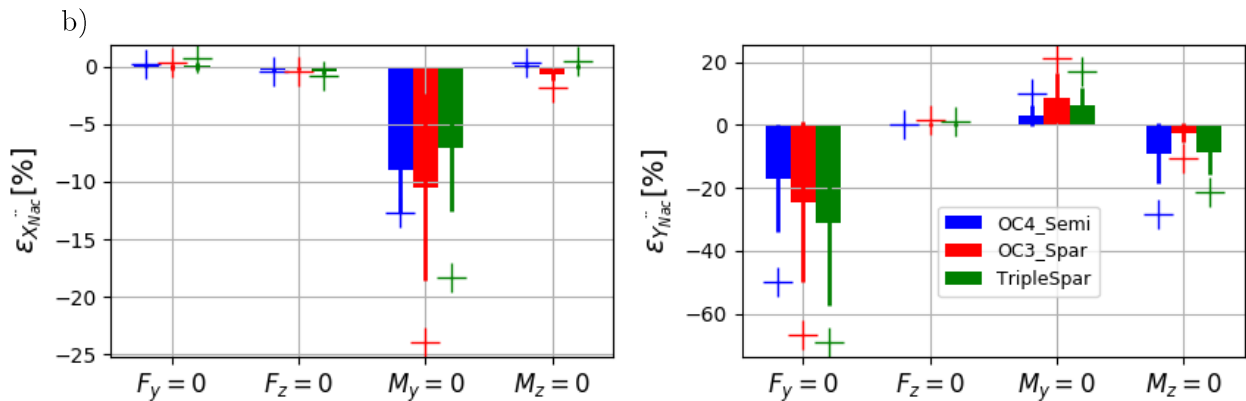 b)
0
−5
−10
−15
−20
−25
ε_{Ẍ_{Nac}} [%]
F_y = 0
F_z = 0
M_y = 0
M_z = 0
20
0
−20
−40
−60
ε_{Ÿ_{Nac}} [%]
OC4_Semi
OC3_Spar
TripleSpar
F_y = 0
F_z = 0
M_y = 0
M_z = 0